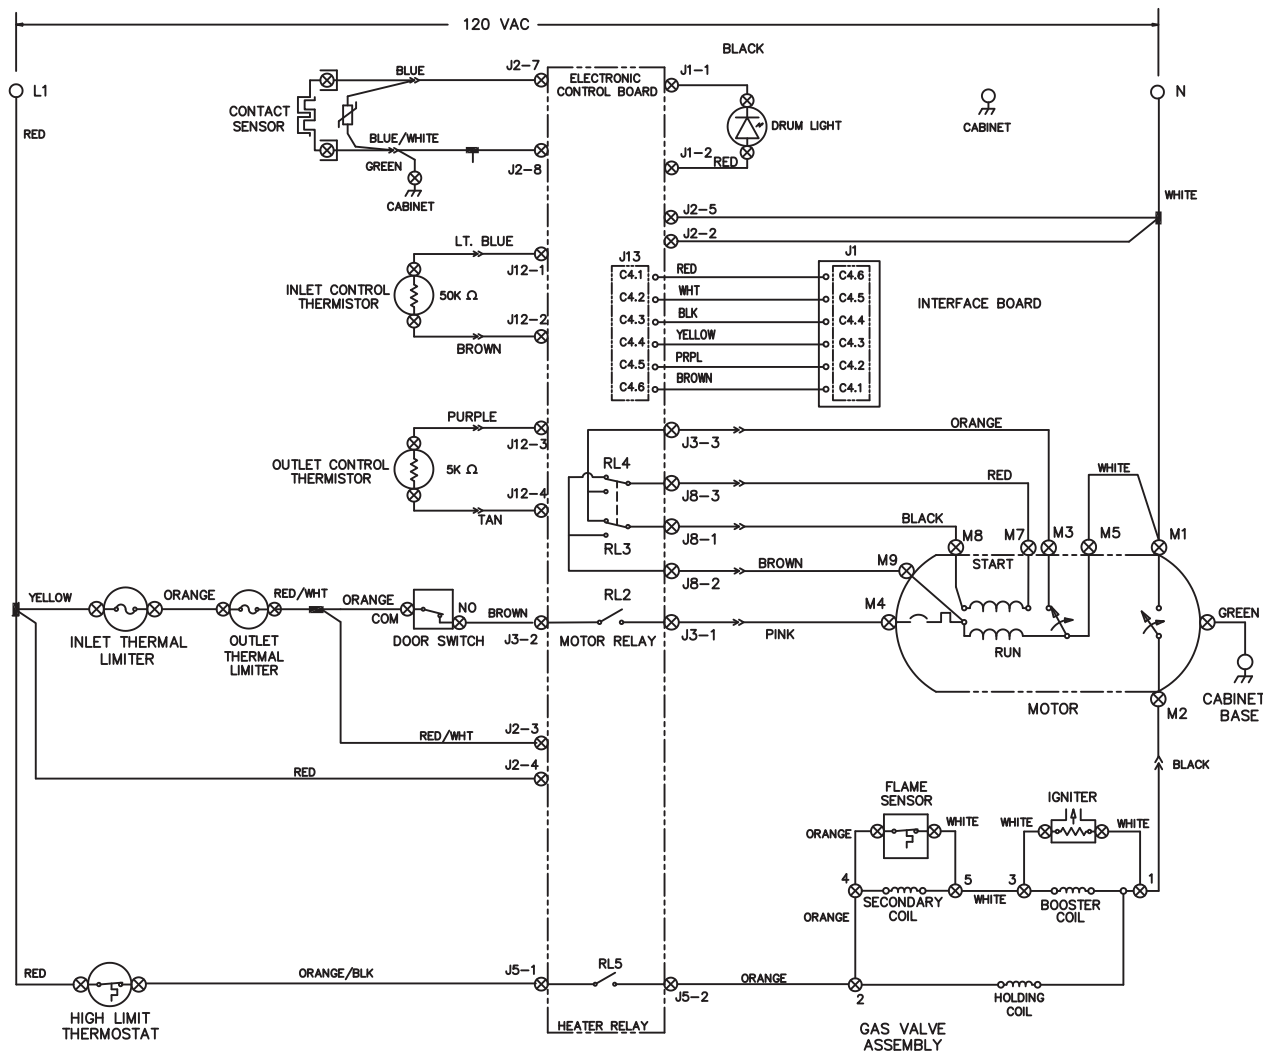 120 VAC
BLACK
L1
RED
CONTACT
SENSOR
BLUE
BLUE/WHITE
GREEN
CABINET
J2-7
J2-8
ELECTRONIC
CONTROL BOARD
J1-1
DRUM LIGHT
J1-2
RED
CABINET
N
WHITE
J2-5
J2-2
LT. BLUE
J12-1
INLET CONTROL
THERMISTOR
50K Ω
J12-2
BROWN
J13
C4.1
C4.2
C4.3
C4.4
C4.5
C4.6
RED
WHT
BLK
YELLOW
PRPL
BROWN
J1
C4.6
C4.5
C4.4
C4.3
C4.2
C4.1
INTERFACE BOARD
PURPLE
J12-3
OUTLET CONTROL
THERMISTOR
5K Ω
J12-4
TAN
RL4
RL3
J3-3
ORANGE
J8-3
RED
WHITE
J8-1
BLACK
M8
M7
M3
M5
M1
START
J8-2
BROWN
M9
RL2
M4
J3-1
PINK
RUN
MOTOR
GREEN
CABINET
BASE
M2
YELLOW
INLET THERMAL
LIMITER
ORANGE
OUTLET
THERMAL
LIMITER
RED/WHT
ORANGE
COM
NO
DOOR SWITCH
BROWN
J3-2
MOTOR RELAY
RED/WHT
J2-3
J2-4
RED
BLACK
FLAME
SENSOR
IGNITER
ORANGE
WHITE
WHITE
WHITE
4
5
3
1
SECONDARY
COIL
WHITE
BOOSTER
COIL
ORANGE
RED
HIGH LIMIT
THERMOSTAT
ORANGE/BLK
J5-1
RL5
HEATER RELAY
J5-2
ORANGE
2
HOLDING
COIL
GAS VALVE
ASSEMBLY